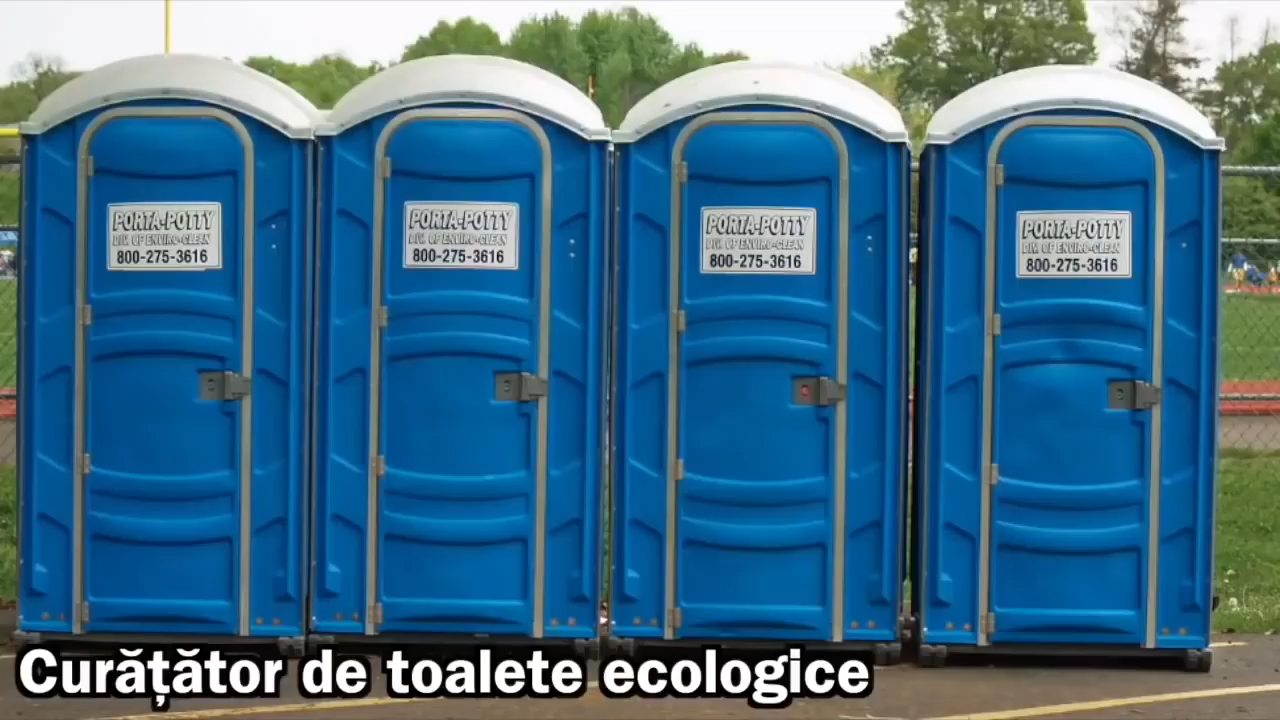 PORTA-POTTY
DIV. OF ENVIRO-CLEAN
800-275-3616
PORTA-POTTY
DIV. OF ENVIRO-CLEAN
800-275-3616
PORTA-POTTY
DIV. OF ENVIRO-CLEAN
800-275-3616
PORTA-POTTY
DIV. OF ENVIRO-CLEAN
800-275-3616
Curățător de toalete ecologice